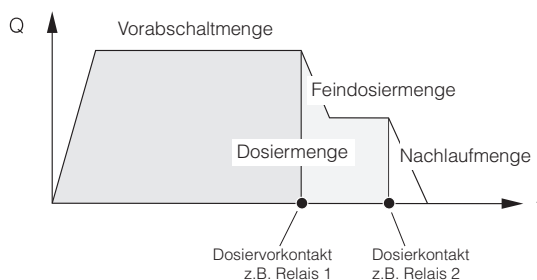 Q
Vorabschaltmenge
Feindosiermenge
Dosiermenge
Nachlaufmenge
Dosiervorkontakt
z.B. Relais 1
Dosierkontakt
z.B. Relais 2